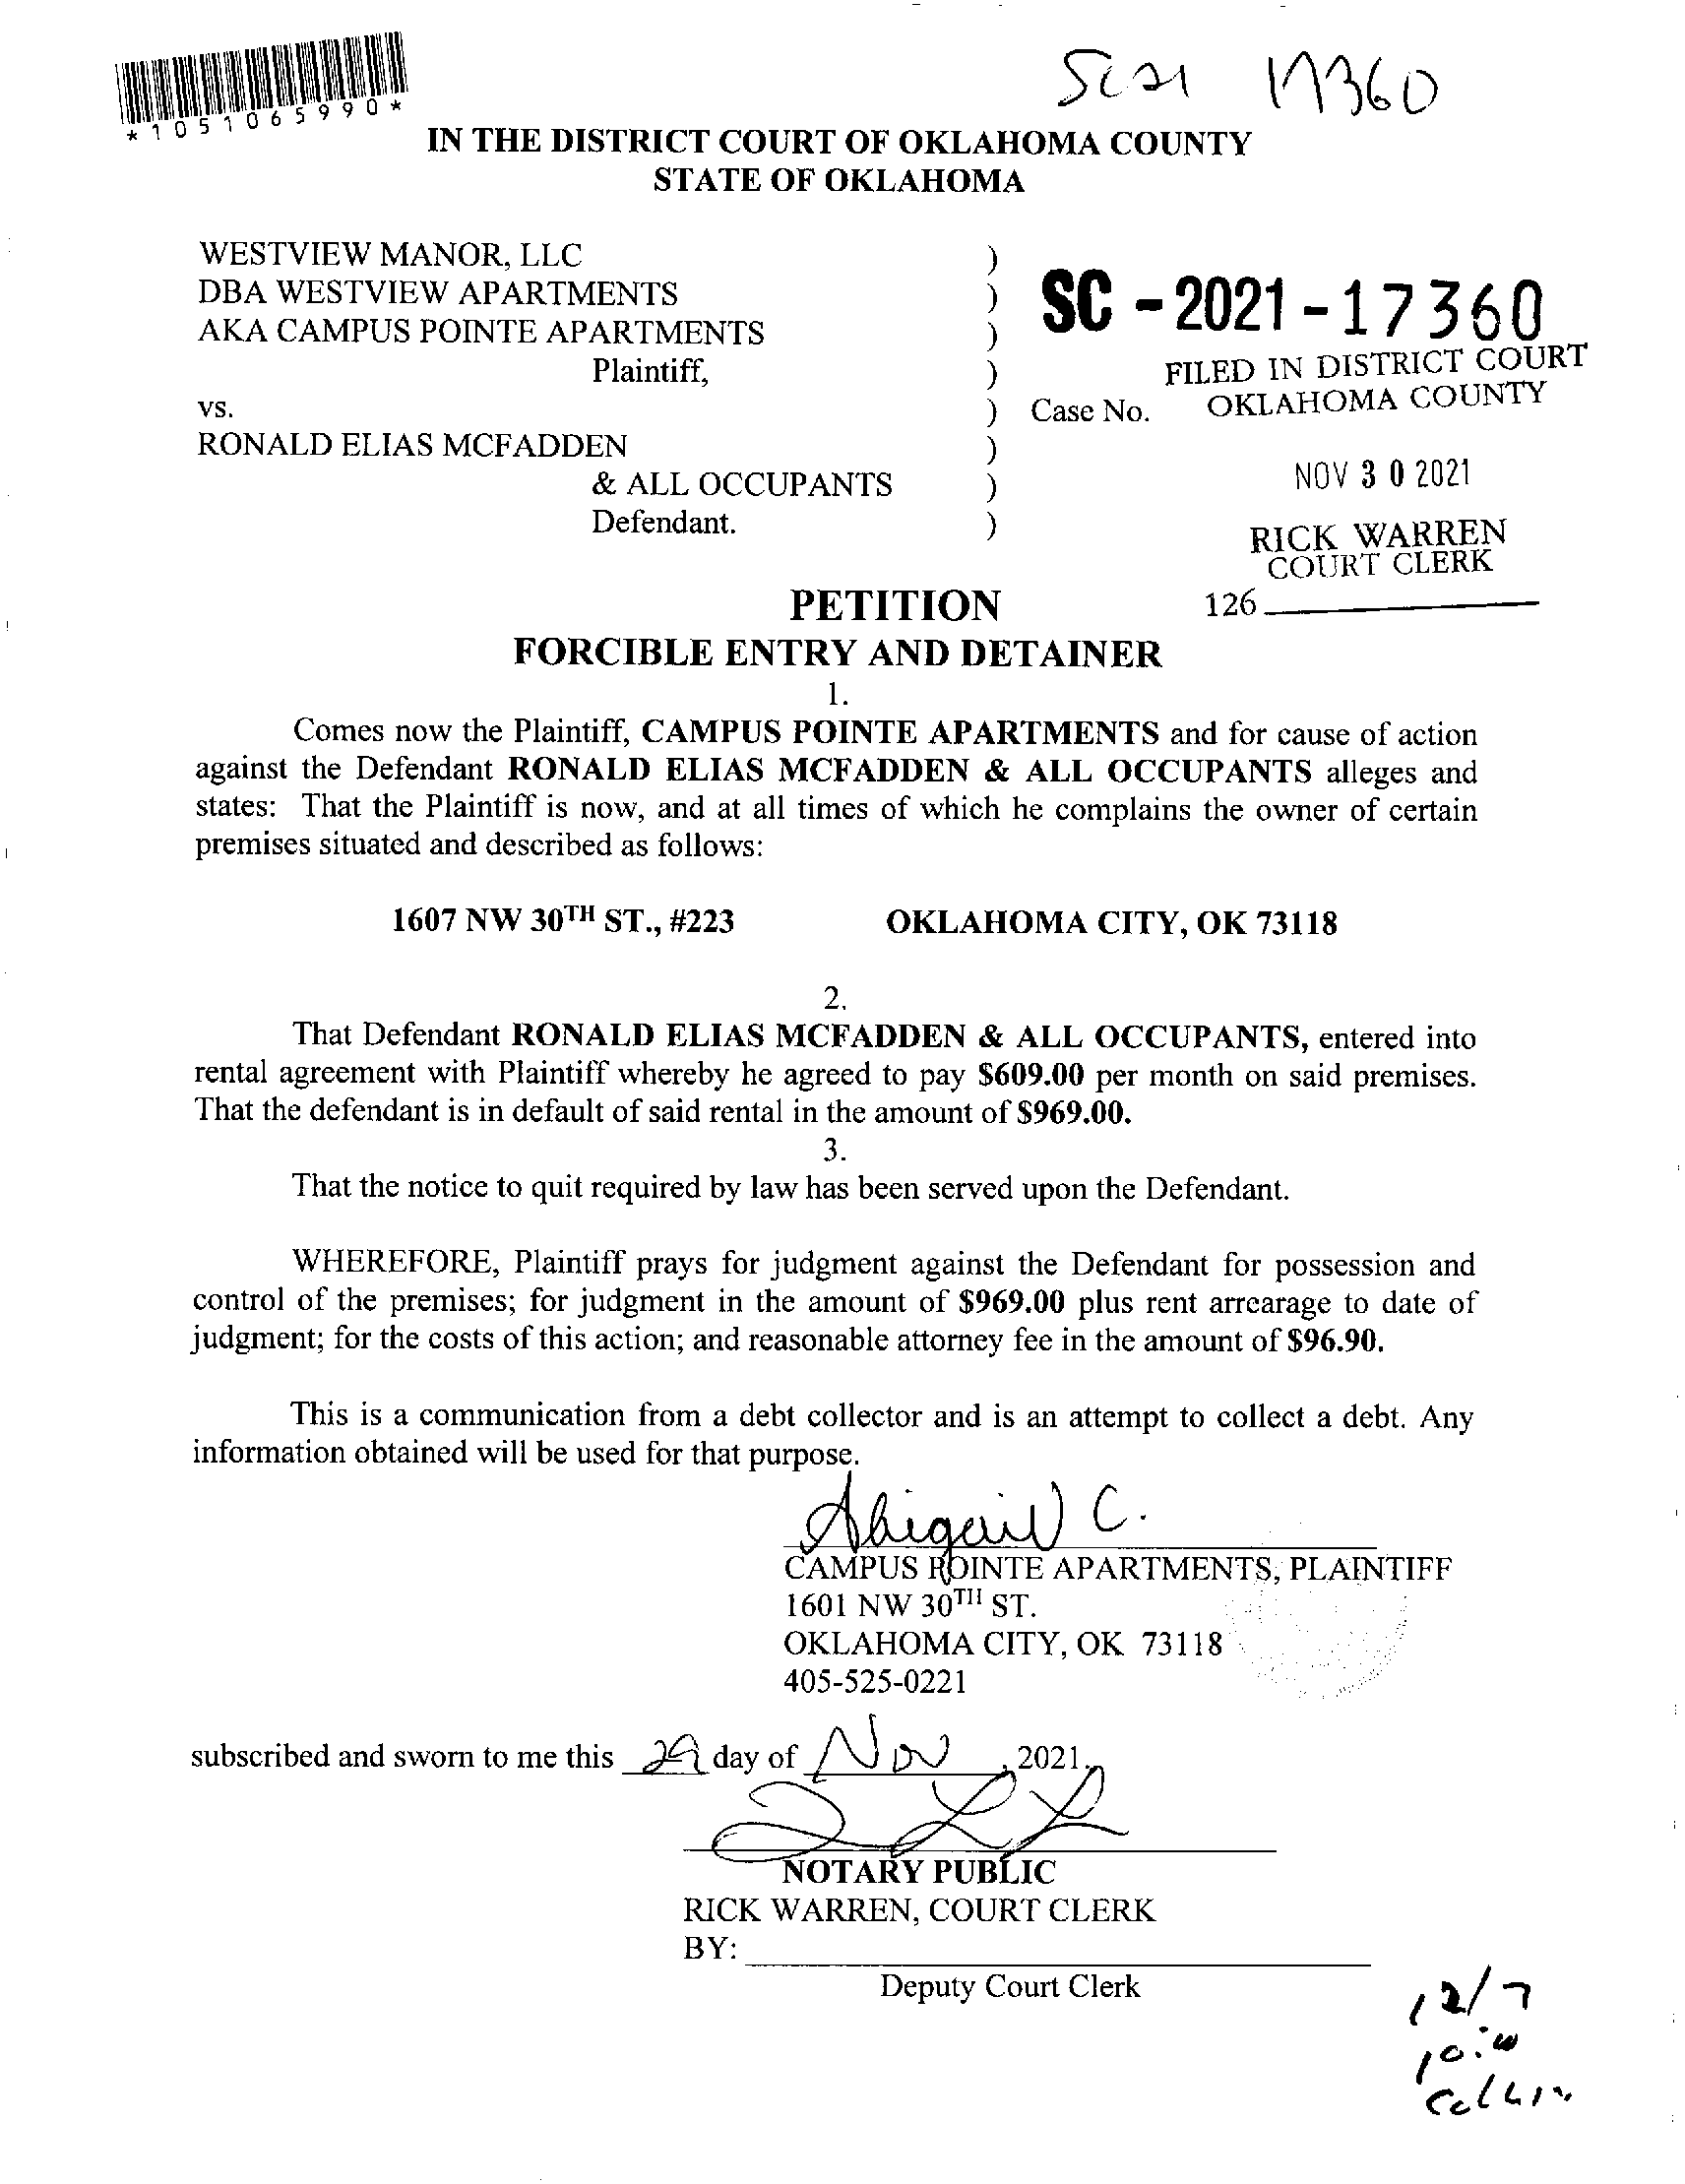 SC21 17360
*1051065990*
IN THE DISTRICT COURT OF OKLAHOMA COUNTY
STATE OF OKLAHOMA
WESTVIEW MANOR, LLC )
DBA WESTVIEW APARTMENTS )
AKA CAMPUS POINTE APARTMENTS )
Plaintiff, )
vs. ) Case No.
RONALD ELIAS MCFADDEN )
& ALL OCCUPANTS )
Defendant. )
SC - 2021 - 17360
FILED IN DISTRICT COURT
OKLAHOMA COUNTY
NOV 30 2021
RICK WARREN
COURT CLERK
126
PETITION
FORCIBLE ENTRY AND DETAINER
1.
Comes now the Plaintiff, CAMPUS POINTE APARTMENTS and for cause of action
against the Defendant RONALD ELIAS MCFADDEN & ALL OCCUPANTS alleges and
states: That the Plaintiff is now, and at all times of which he complains the owner of certain
premises situated and described as follows:
1607 NW 30TH ST., #223 OKLAHOMA CITY, OK 73118
2.
That Defendant RONALD ELIAS MCFADDEN & ALL OCCUPANTS, entered into
rental agreement with Plaintiff whereby he agreed to pay $609.00 per month on said premises.
That the defendant is in default of said rental in the amount of $969.00.
3.
That the notice to quit required by law has been served upon the Defendant.
WHEREFORE, Plaintiff prays for judgment against the Defendant for possession and
control of the premises; for judgment in the amount of $969.00 plus rent arrearage to date of
judgment; for the costs of this action; and reasonable attorney fee in the amount of $96.90.
This is a communication from a debt collector and is an attempt to collect a debt. Any
information obtained will be used for that purpose.
Abigail C.
CAMPUS POINTE APARTMENTS, PLAINTIFF
1601 NW 30TH ST.
OKLAHOMA CITY, OK 73118
405-525-0221
subscribed and sworn to me this 29 day of Nov, 2021.
NOTARY PUBLIC
RICK WARREN, COURT CLERK
BY:
Deputy Court Clerk
12/7